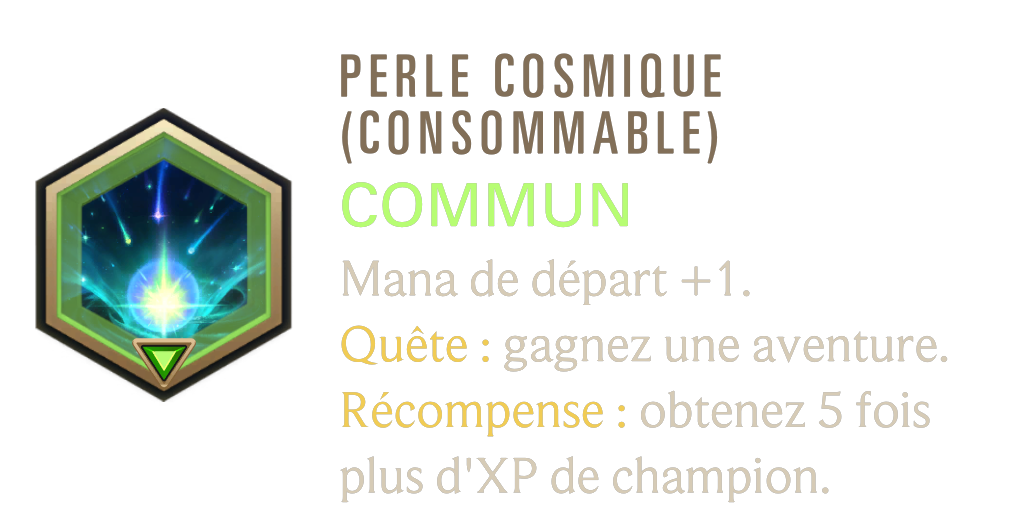 PERLE COSMIQUE
(CONSOMMABLE)
COMMUN
Mana de départ +1.
Quête : gagnez une aventure.
Récompense : obtenez 5 fois
plus d'XP de champion.